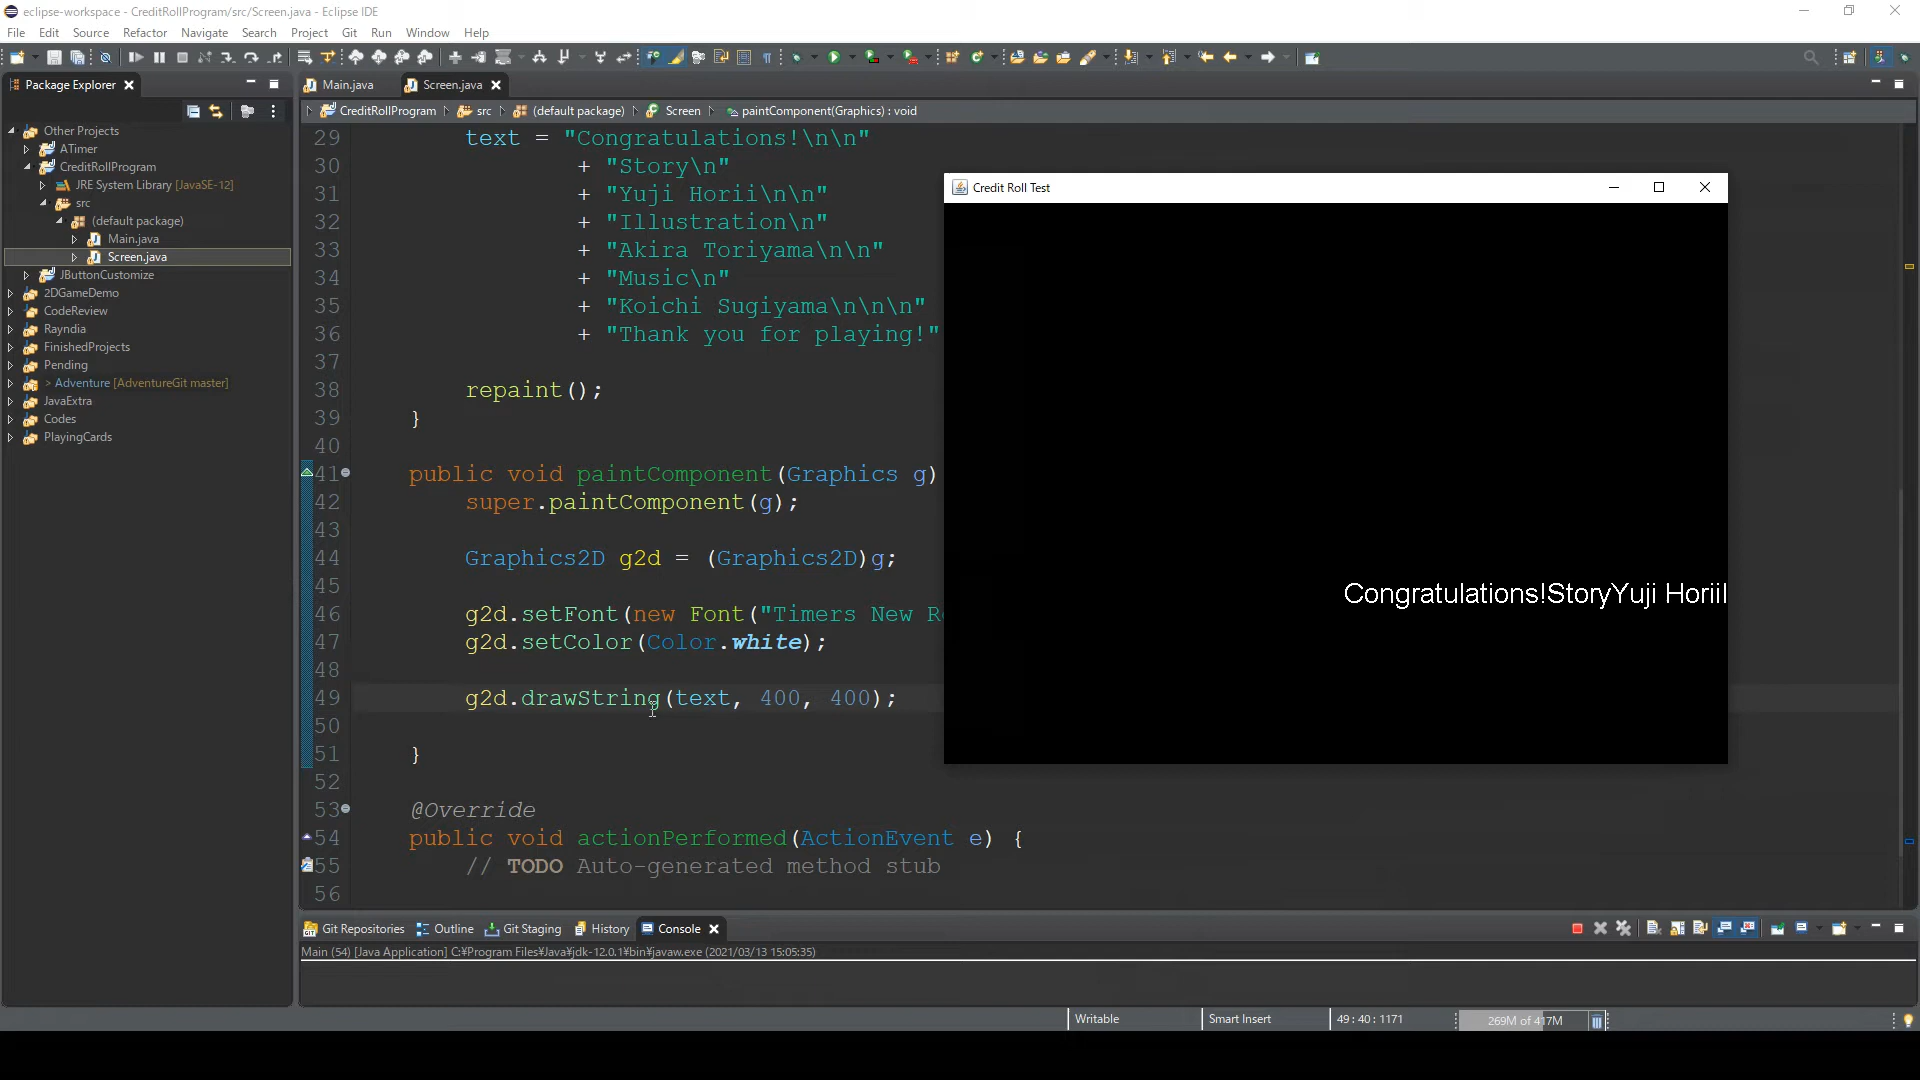 eclipse-workspace - CreditRollProgram/src/Screen.java - Eclipse IDE
File Edit Source Refactor Navigate Search Project Git Run Window Help
Package Explorer
Other Projects
ATimer
CreditRollProgram
JRE System Library [JavaSE-12]
src
(default package)
Main.java
Screen.java
JButtonCustomize
2DGameDemo
CodeReview
Rayndia
FinishedProjects
Pending
> Adventure [AdventureGit master]
JavaExtra
Codes
PlayingCards
Main.java Screen.java
CreditRollProgram src (default package) Screen paintComponent(Graphics) : void
29 text = "Congratulations!\n\n"
30 + "Story\n"
31 + "Yuji Horii\n\n"
32 + "Illustration\n"
33 + "Akira Toriyama\n\n"
34 + "Music\n"
35 + "Koichi Sugiyama\n\n\n"
36 + "Thank you for playing!"
37
38 repaint();
39 }
40
41 public void paintComponent(Graphics g)
42 super.paintComponent(g);
43
44 Graphics2D g2d = (Graphics2D)g;
45
46 g2d.setFont(new Font("Timers New Ro
47 g2d.setColor(Color.white);
48
49 g2d.drawString(text, 400, 400);
50
51 }
52
53 @Override
54 public void actionPerformed(ActionEvent e) {
55 // TODO Auto-generated method stub
56
Credit Roll Test
Congratulations!StoryYuji HoriiI
Git Repositories Outline Git Staging History Console
Main (54) [Java Application] C:¥Program Files¥Java¥jdk-12.0.1¥bin¥javaw.exe (2021/03/13 15:05:35)
Writable Smart Insert 49 : 40 : 1171 269M of 417M